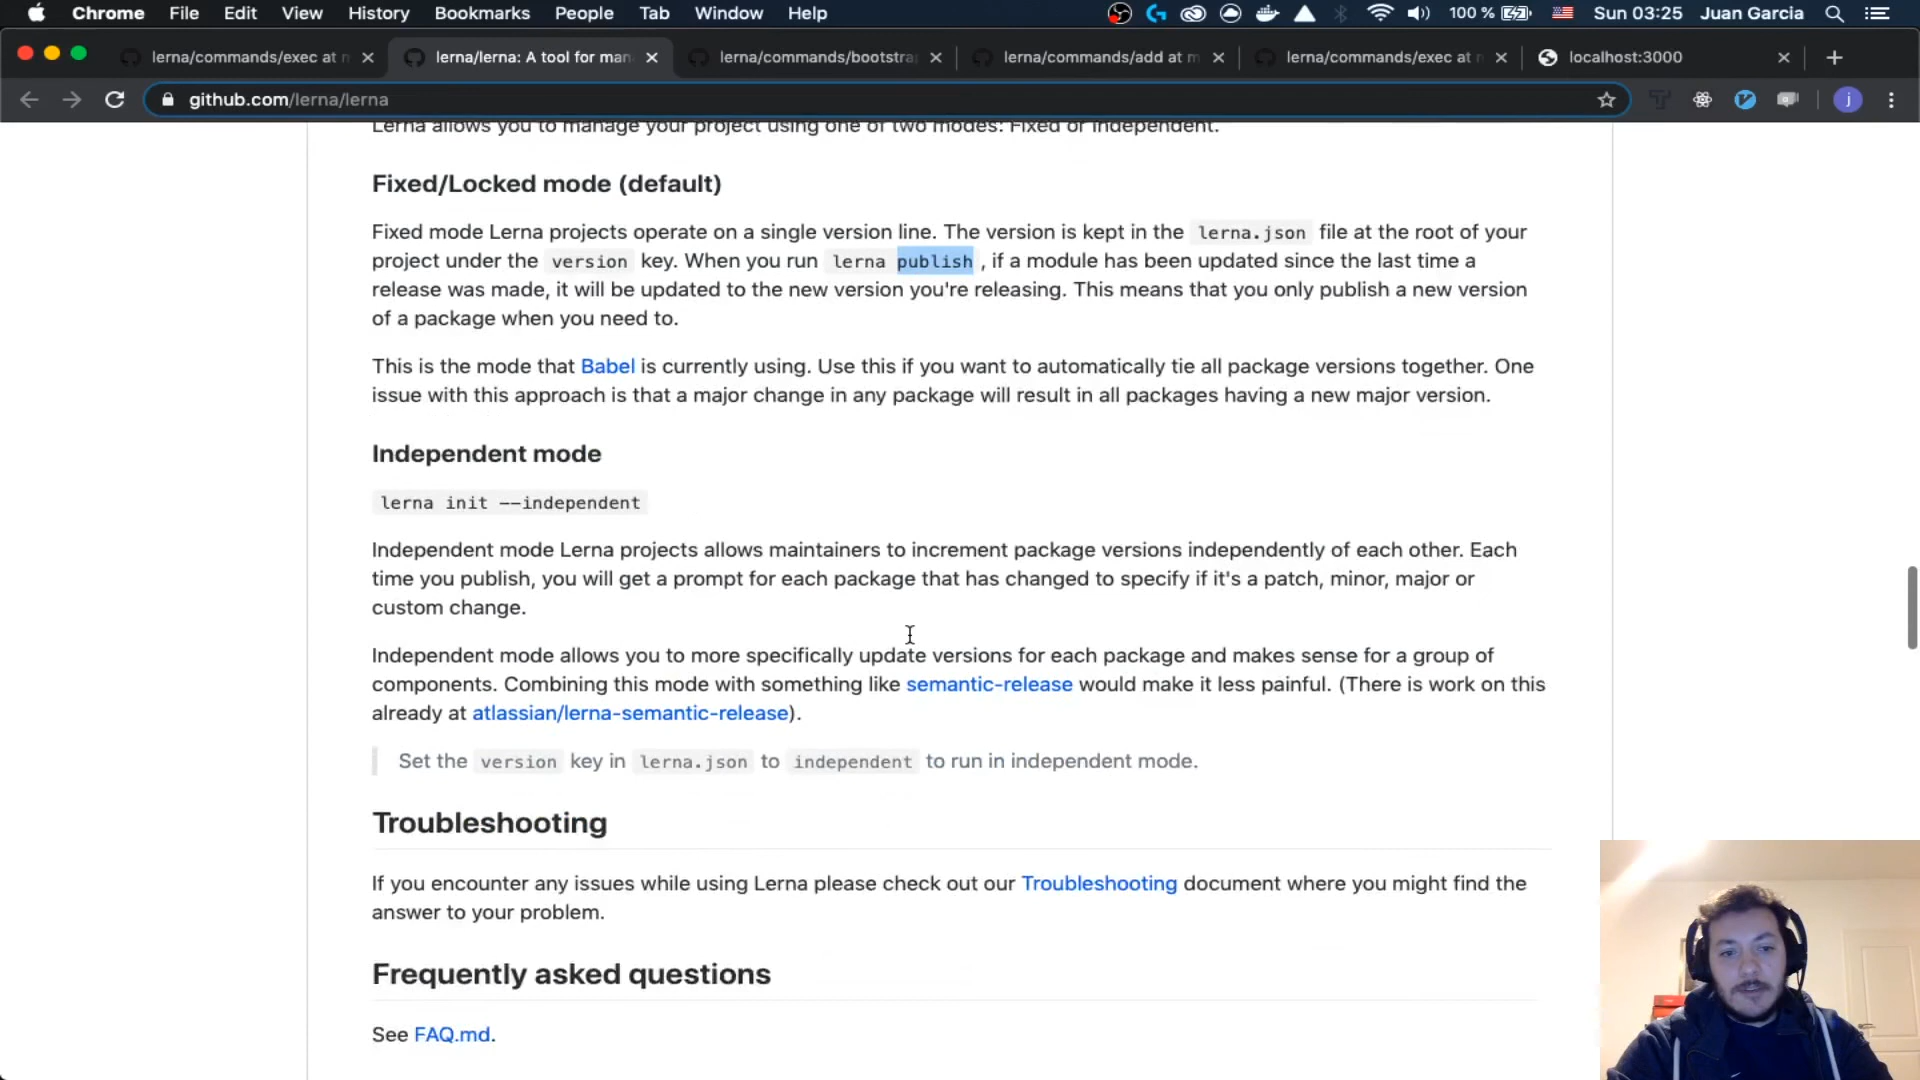 Chrome File Edit View History Bookmarks People Tab Window Help 100 % Sun 03:25 Juan Garcia
lerna/commands/exec at lerna/lerna: A tool for man lerna/commands/bootstra lerna/commands/add at m lerna/commands/exec at localhost:3000
github.com/lerna/lerna j
Lerna allows you to manage your project using one of two modes: Fixed or Independent.
Fixed/Locked mode (default)
Fixed mode Lerna projects operate on a single version line. The version is kept in the lerna.json file at the root of your
project under the version key. When you run lerna publish , if a module has been updated since the last time a
release was made, it will be updated to the new version you're releasing. This means that you only publish a new version
of a package when you need to.
This is the mode that Babel is currently using. Use this if you want to automatically tie all package versions together. One
issue with this approach is that a major change in any package will result in all packages having a new major version.
Independent mode
lerna init --independent
Independent mode Lerna projects allows maintainers to increment package versions independently of each other. Each
time you publish, you will get a prompt for each package that has changed to specify if it's a patch, minor, major or
custom change.
Independent mode allows you to more specifically update versions for each package and makes sense for a group of
components. Combining this mode with something like semantic-release would make it less painful. (There is work on this
already at atlassian/lerna-semantic-release).
Set the version key in lerna.json to independent to run in independent mode.
Troubleshooting
If you encounter any issues while using Lerna please check out our Troubleshooting document where you might find the
answer to your problem.
Frequently asked questions
See FAQ.md.